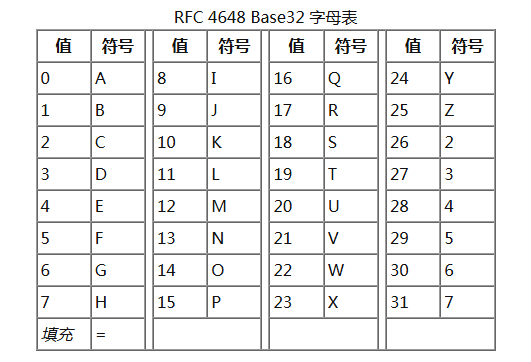 RFC 4648 Base32 字母表
值 符号 值 符号 值 符号 值 符号
0 A 8 I 16 Q 24 Y
1 B 9 J 17 R 25 Z
2 C 10 K 18 S 26 2
3 D 11 L 19 T 27 3
4 E 12 M 20 U 28 4
5 F 13 N 21 V 29 5
6 G 14 O 22 W 30 6
7 H 15 P 23 X 31 7
填充 =